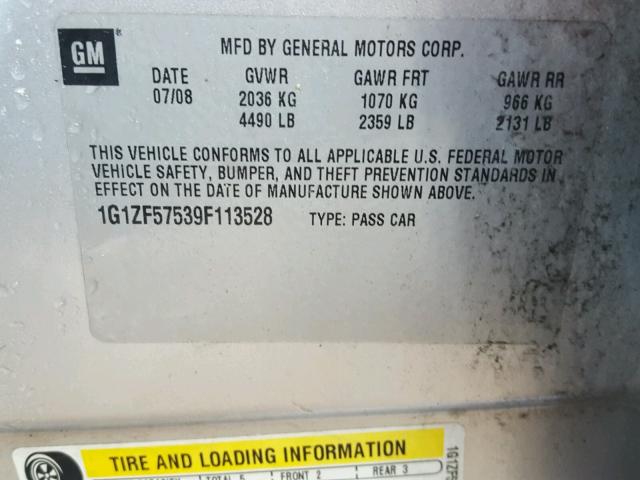 GM
MFD BY GENERAL MOTORS CORP.
DATE GVWR GAWR FRT GAWR RR
07/08 2036 KG 1070 KG 966 KG
4490 LB 2359 LB 2131 LB
THIS VEHICLE CONFORMS TO ALL APPLICABLE U.S. FEDERAL MOTOR
VEHICLE SAFETY, BUMPER, AND THEFT PREVENTION STANDARDS IN
EFFECT ON THE DATE OF MANUFACTURE SHOWN ABOVE.
1G1ZF57539F113528 TYPE: PASS CAR
TIRE AND LOADING INFORMATION
TOTAL 5 FRONT 2 REAR 3